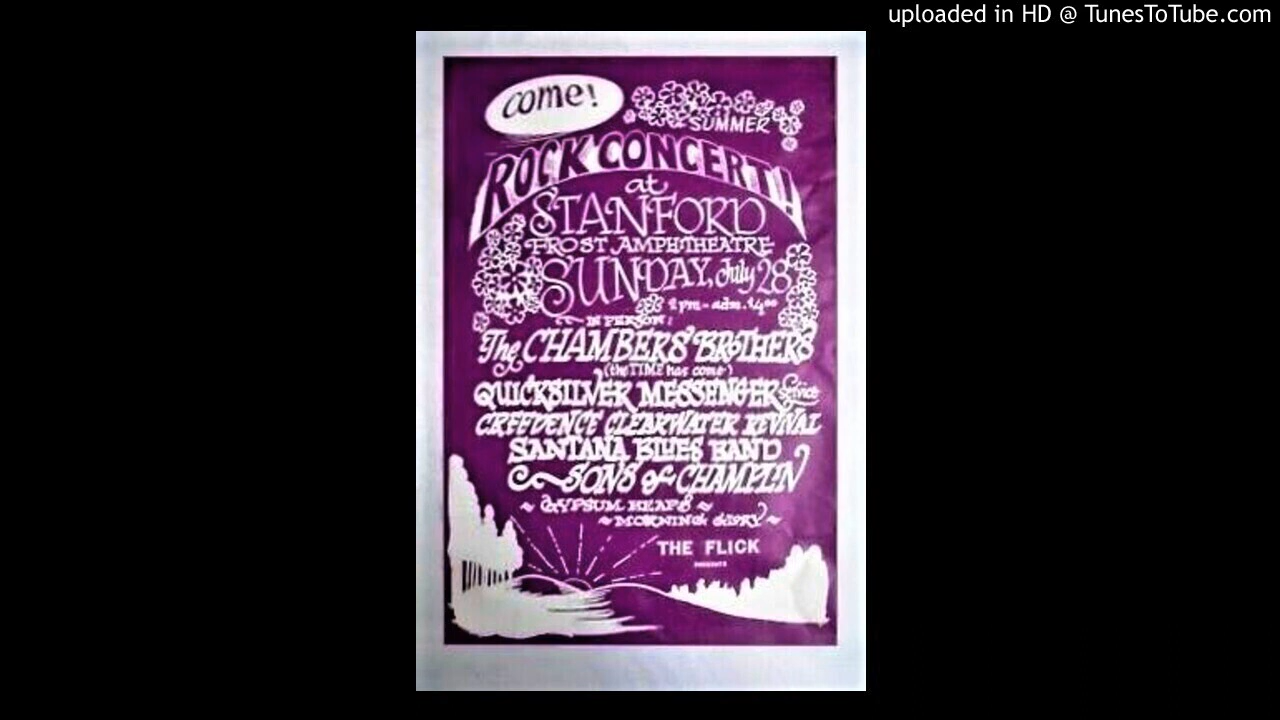 uploaded in HD @ TunesToTube.com
come!
SUMMER
ROCK CONCERT!
at
STANFORD
FROST AMPHITHEATRE
SUNDAY, July 28
1 pm - adm. $4.00
IN PERSON:
The CHAMBERS BROTHERS
(the TIME has come)
QUICKSILVER MESSENGER Service
CREEDENCE CLEARWATER REVIVAL
SANTANA BLUES BAND
SONS of CHAMPLIN
~ GYPSUM HEAPS ~
~ MORNING GLORY ~
THE FLICK
PRESENTS